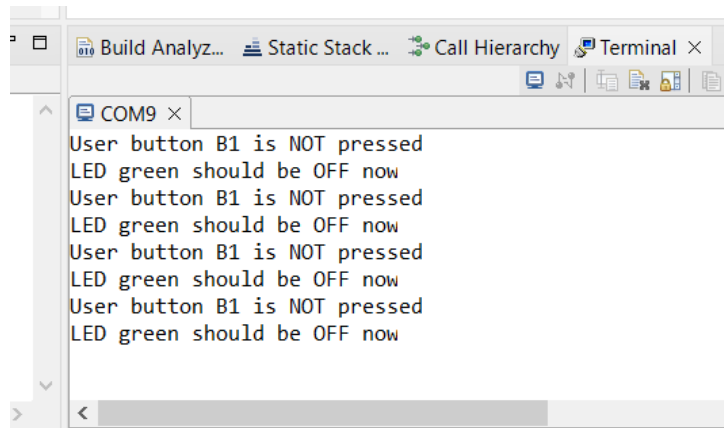 Build Analyz... Static Stack ... Call Hierarchy Terminal
COM9
User button B1 is NOT pressed
LED green should be OFF now
User button B1 is NOT pressed
LED green should be OFF now
User button B1 is NOT pressed
LED green should be OFF now
User button B1 is NOT pressed
LED green should be OFF now